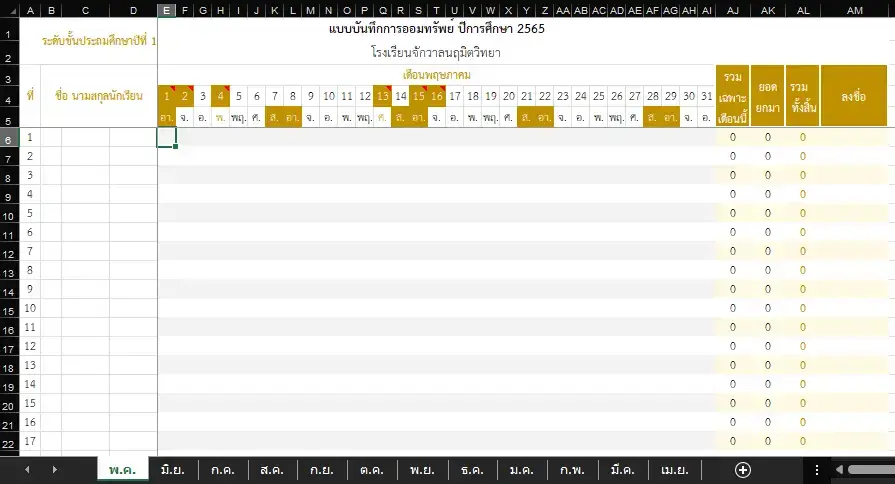 A B C D E F G H I J K L M N O P Q R S T U V W X Y Z AA AB AC AD AE AF AG AH AI AJ AK AL AM
1 แบบบันทึกการออมทรัพย์ ปีการศึกษา 2565
ระดับชั้นประถมศึกษาปีที่ 1
2 โรงเรียนจักวาลนฤมิตวิทยา
3 ที่ ชื่อ นามสกุลนักเรียน เดือนพฤษภาคม รวมเฉพาะเดือนนี้ ยอดยกมา รวมทั้งสิ้น ลงชื่อ
4 1 2 3 4 5 6 7 8 9 10 11 12 13 14 15 16 17 18 19 20 21 22 23 24 25 26 27 28 29 30 31
5 อา. จ. อ. พ. พฤ. ศ. ส. อา. จ. อ. พ. พฤ. ศ. ส. อา. จ. อ. พ. พฤ. ศ. ส. อา. จ. อ. พ. พฤ. ศ. ส. อา. จ. อ.
6 1 0 0 0
7 2 0 0 0
8 3 0 0 0
9 4 0 0 0
10 5 0 0 0
11 6 0 0 0
12 7 0 0 0
13 8 0 0 0
14 9 0 0 0
15 10 0 0 0
16 11 0 0 0
17 12 0 0 0
18 13 0 0 0
19 14 0 0 0
20 15 0 0 0
21 16 0 0 0
22 17 0 0 0
พ.ค. มิ.ย. ก.ค. ส.ค. ก.ย. ต.ค. พ.ย. ธ.ค. ม.ค. ก.พ. มี.ค. เม.ย.